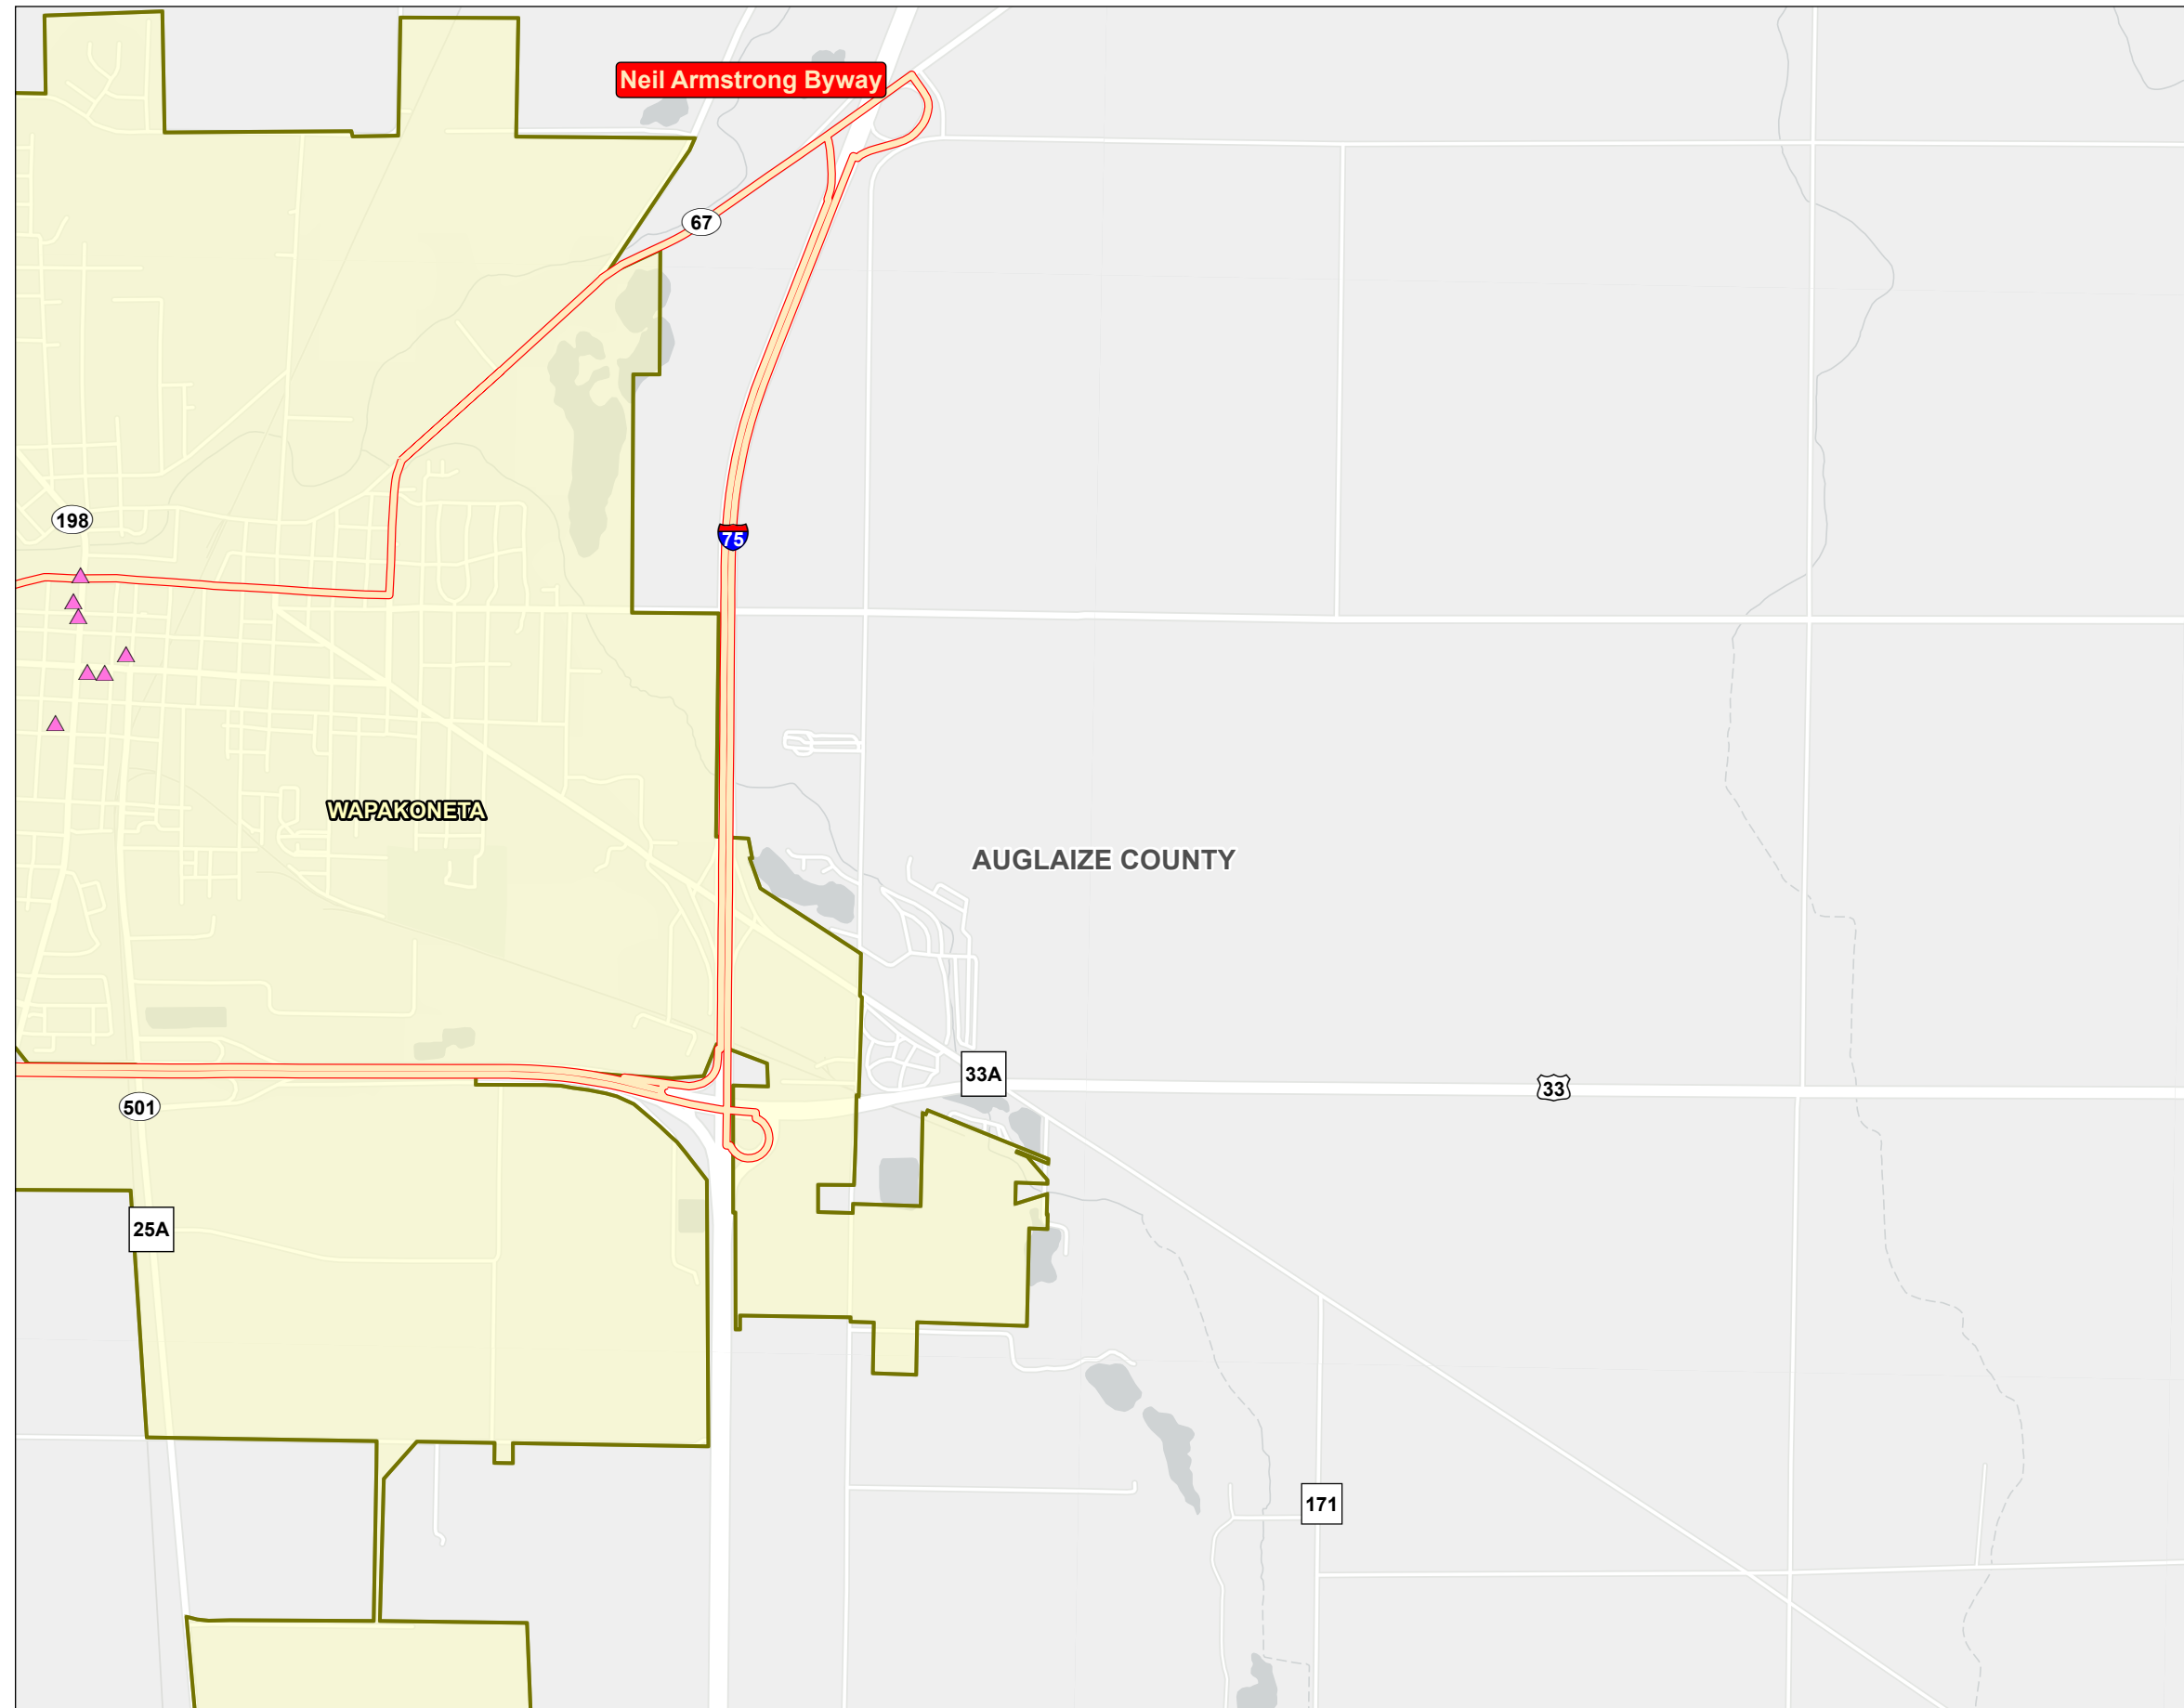 Neil Armstrong Byway
67
198
75
WAPAKONETA
AUGLAIZE COUNTY
33A
33
501
25A
171